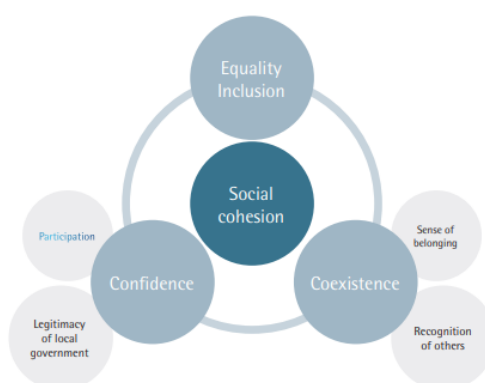 Equality
Inclusion
Social
cohesion
Participation
Sense of
belonging
Confidence
Coexistence
Legitimacy
of local
government
Recognition
of others